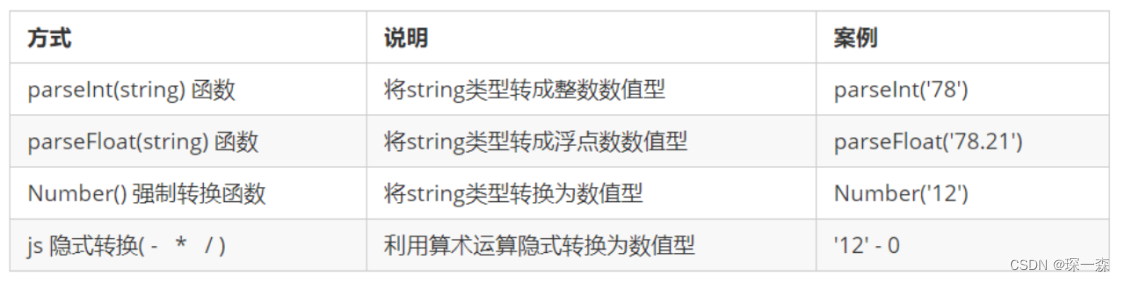 方式 说明 案例
parseInt(string) 函数 将string类型转成整数数值型 parseInt('78')
parseFloat(string) 函数 将string类型转成浮点数数值型 parseFloat('78.21')
Number() 强制转换函数 将string类型转换为数值型 Number('12')
js 隐式转换( - * / ) 利用算术运算隐式转换为数值型 '12' - 0
CSDN @琛一森